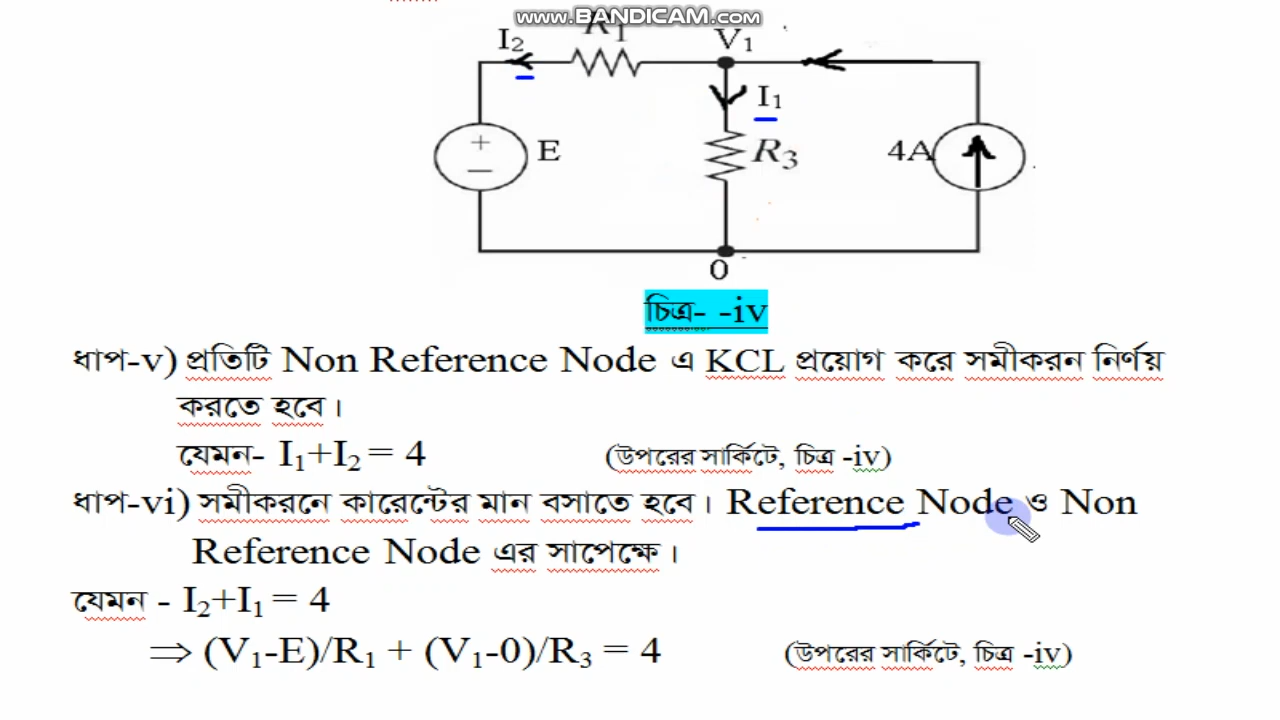 www.BANDICAM.com
I₂ R₁ V₁
I₁
E R₃ 4A
0
চিত্র- -iv
ধাপ-v) প্রতিটি Non Reference Node এ KCL প্রয়োগ করে সমীকরন নির্ণয়
করতে হবে।
যেমন- I₁+I₂ = 4 (উপরের সার্কিটে, চিত্র -iv)
ধাপ-vi) সমীকরনে কারেন্টের মান বসাতে হবে। Reference Node ও Non
Reference Node এর সাপেক্ষে।
যেমন - I₂+I₁ = 4
⇒ (V₁-E)/R₁ + (V₁-0)/R₃ = 4 (উপরের সার্কিটে, চিত্র -iv)